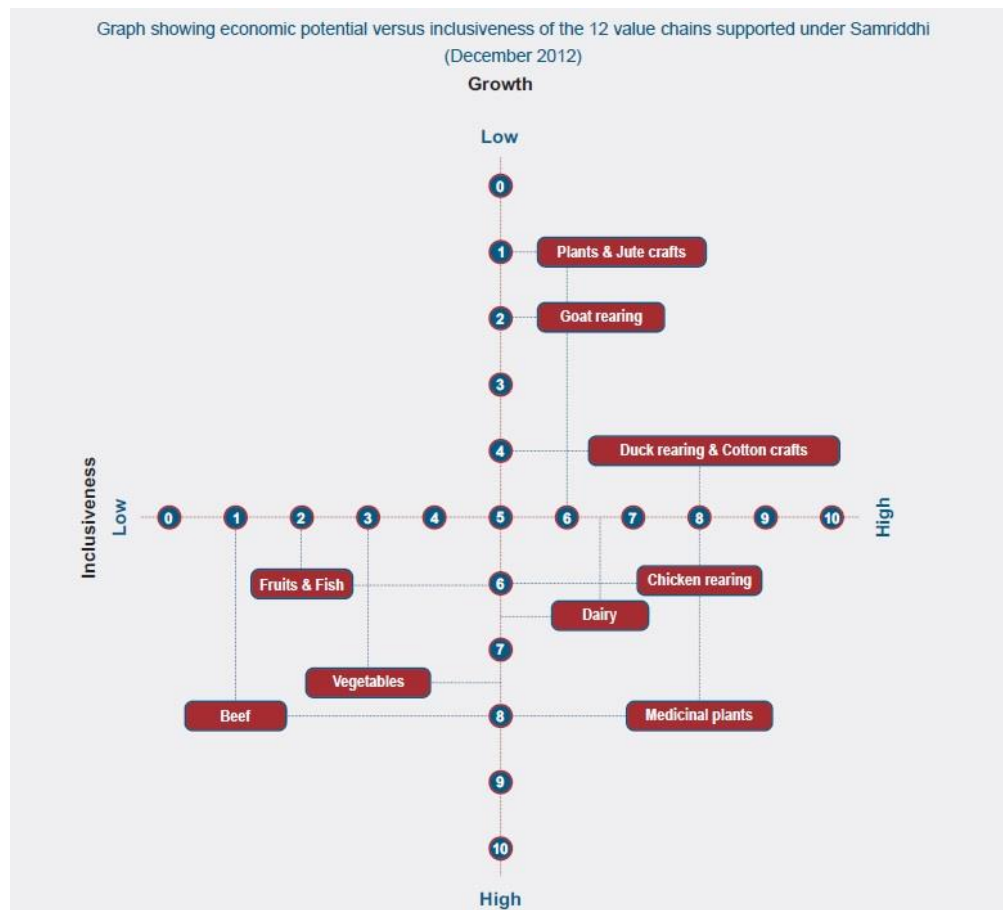 Graph showing economic potential versus inclusiveness of the 12 value chains supported under Samriddhi
(December 2012)
Growth
Low
0
1
Plants & Jute crafts
2
Goat rearing
3
4
Duck rearing & Cotton crafts
Inclusiveness
Low
0 1 2 3 4 5 6 7 8 9 10
High
Fruits & Fish
6
Chicken rearing
Dairy
7
Vegetables
Beef
8
Medicinal plants
9
10
High